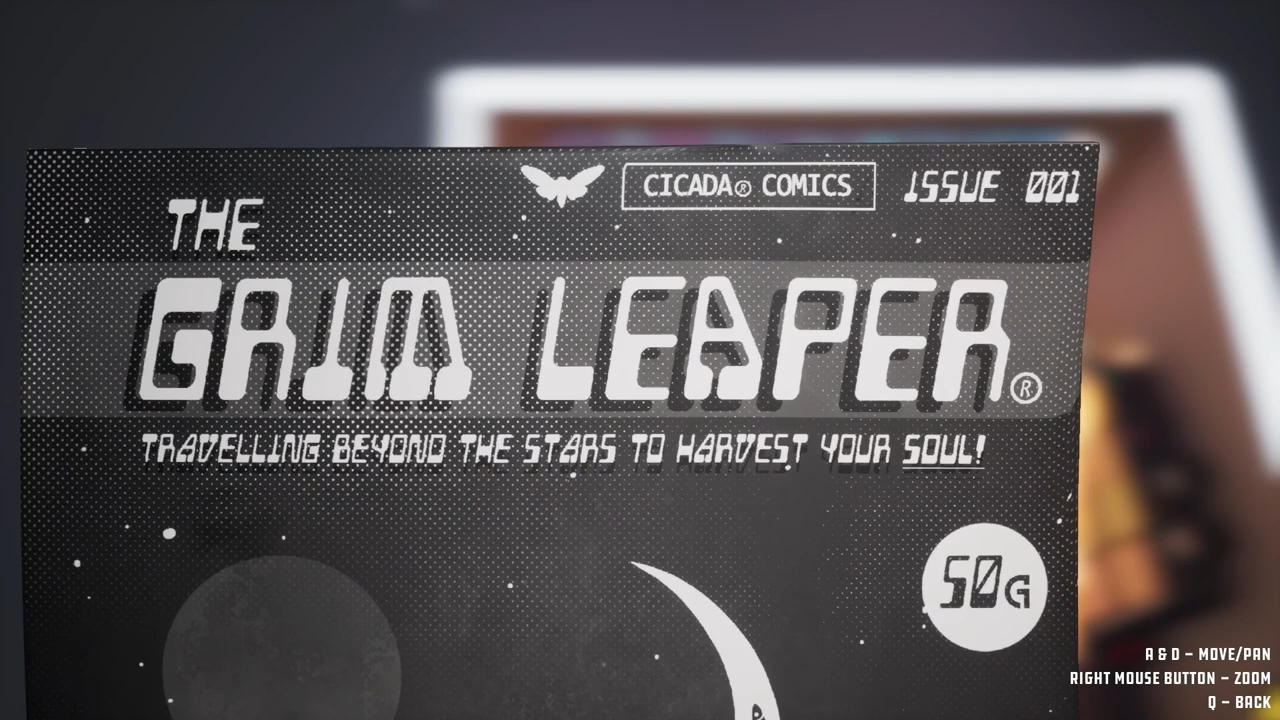 CICADA® COMICS
ISSUE 001
THE
GRIM LEAPER®
TRAVELLING BEYOND THE STARS TO HARVEST YOUR SOUL!
50G
A & D - MOVE/PAN
RIGHT MOUSE BUTTON - ZOOM
Q - BACK